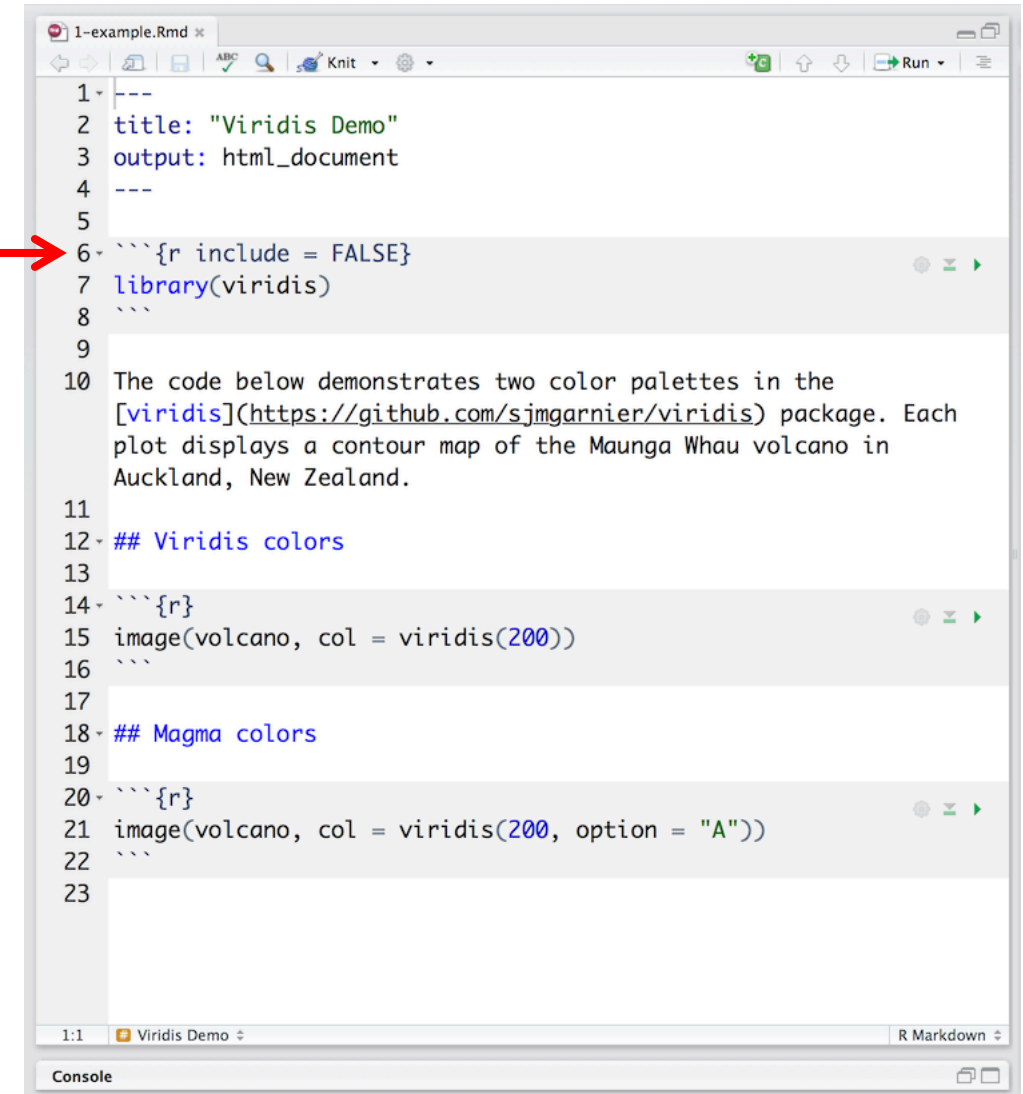 1-example.Rmd ×
ABC Knit Run
1 ---
2 title: "Viridis Demo"
3 output: html_document
4 ---
5
6 ```{r include = FALSE}
7 library(viridis)
8 ```
9
10 The code below demonstrates two color palettes in the
[viridis](https://github.com/sjmgarnier/viridis) package. Each
plot displays a contour map of the Maunga Whau volcano in
Auckland, New Zealand.
11
12 ## Viridis colors
13
14 ```{r}
15 image(volcano, col = viridis(200))
16 ```
17
18 ## Magma colors
19
20 ```{r}
21 image(volcano, col = viridis(200, option = "A"))
22 ```
23
1:1 # Viridis Demo R Markdown
Console